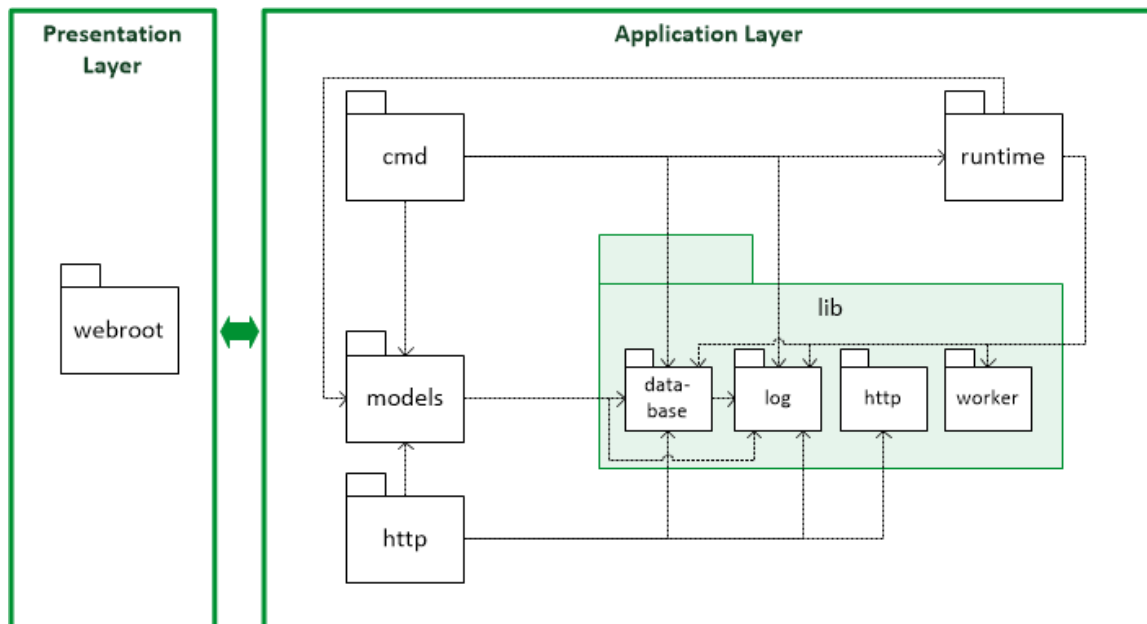 Presentation
Layer
Application Layer
cmd
runtime
webroot
lib
models
data-
base
log
http
worker
http